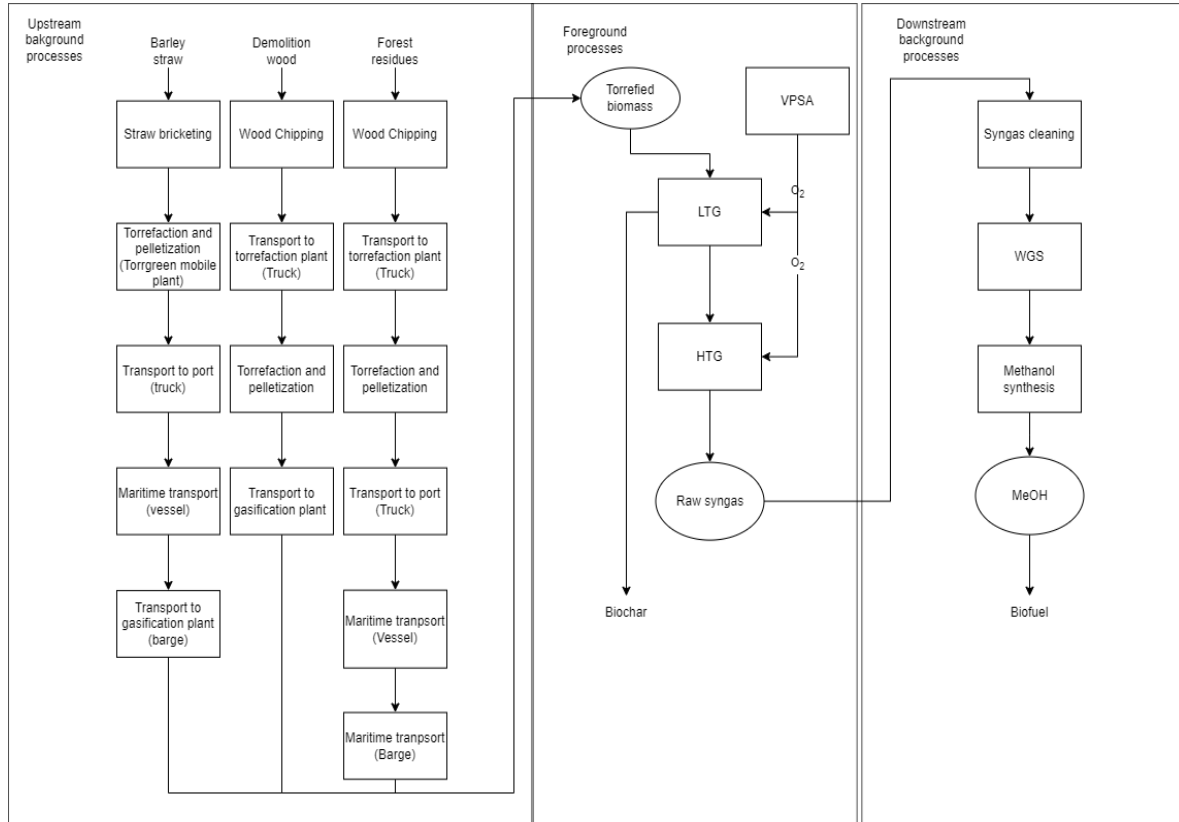 Upstream
bakground
processes
Barley
straw
Demolition
wood
Forest
residues
Straw bricketing
Wood Chipping
Wood Chipping
Torrefaction and
pelletization
(Torrgreen mobile
plant)
Transport to
torrefaction plant
(Truck)
Transport to
torrefaction plant
(Truck)
Transport to port
(truck)
Torrefaction and
pelletization
Torrefaction and
pelletization
Maritime transport
(vessel)
Transport to
gasification plant
Transport to port
(Truck)
Transport to
gasification plant
(barge)
Maritime tranpsort
(Vessel)
Maritime tranpsort
(Barge)
Foreground
processes
Torrefied
biomass
VPSA
O2
LTG
O2
HTG
Raw syngas
Biochar
Downstream
background
processes
Syngas cleaning
WGS
Methanol
synthesis
MeOH
Biofuel